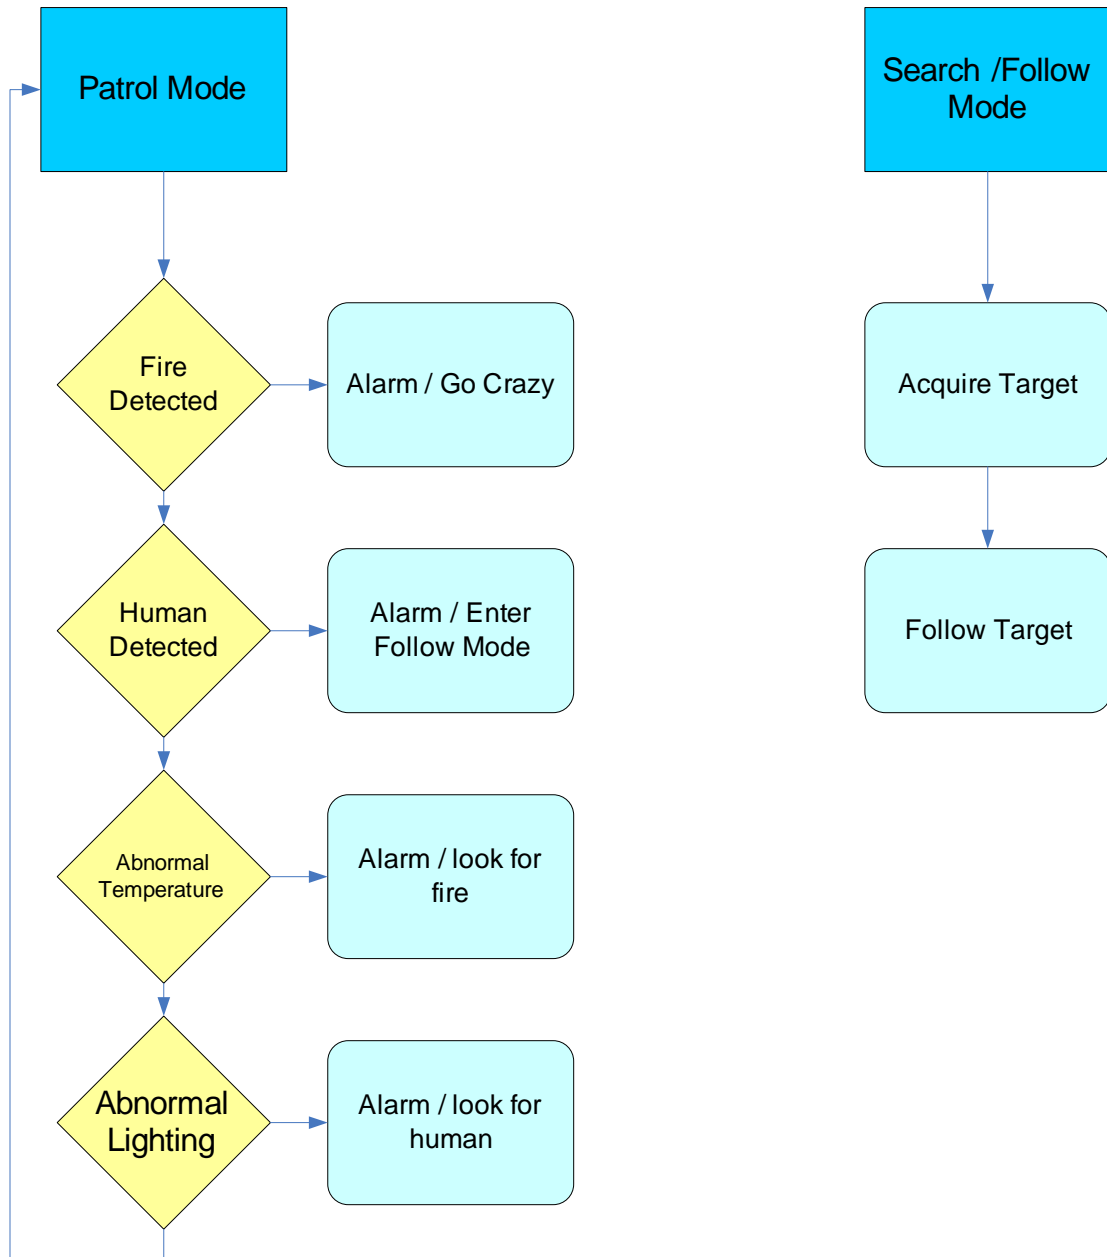 Patrol Mode
Search /Follow
Mode
Fire
Detected
Alarm / Go Crazy
Acquire Target
Human
Detected
Alarm / Enter
Follow Mode
Follow Target
Abnormal
Temperature
Alarm / look for
fire
Abnormal
Lighting
Alarm / look for
human